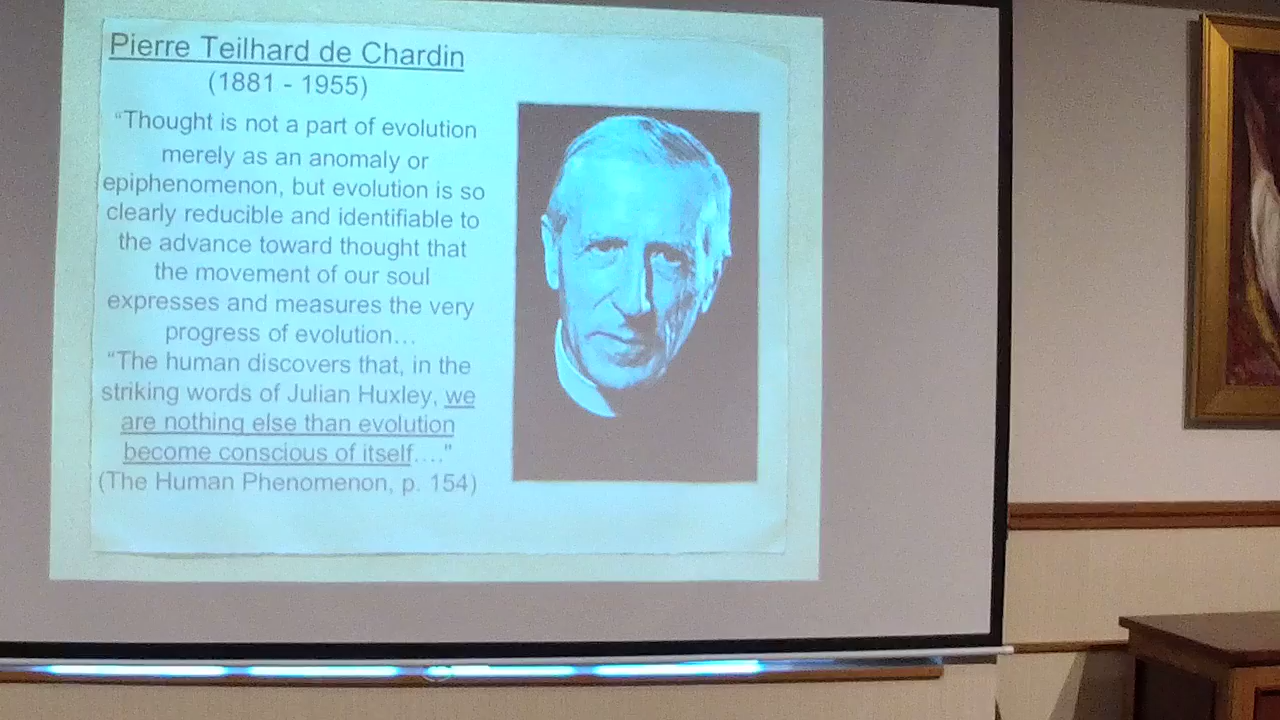 Pierre Teilhard de Chardin
(1881 - 1955)
“Thought is not a part of evolution
merely as an anomaly or
epiphenomenon, but evolution is so
clearly reducible and identifiable to
the advance toward thought that
the movement of our soul
expresses and measures the very
progress of evolution…
“The human discovers that, in the
striking words of Julian Huxley, we
are nothing else than evolution
become conscious of itself….”
(The Human Phenomenon, p. 154)